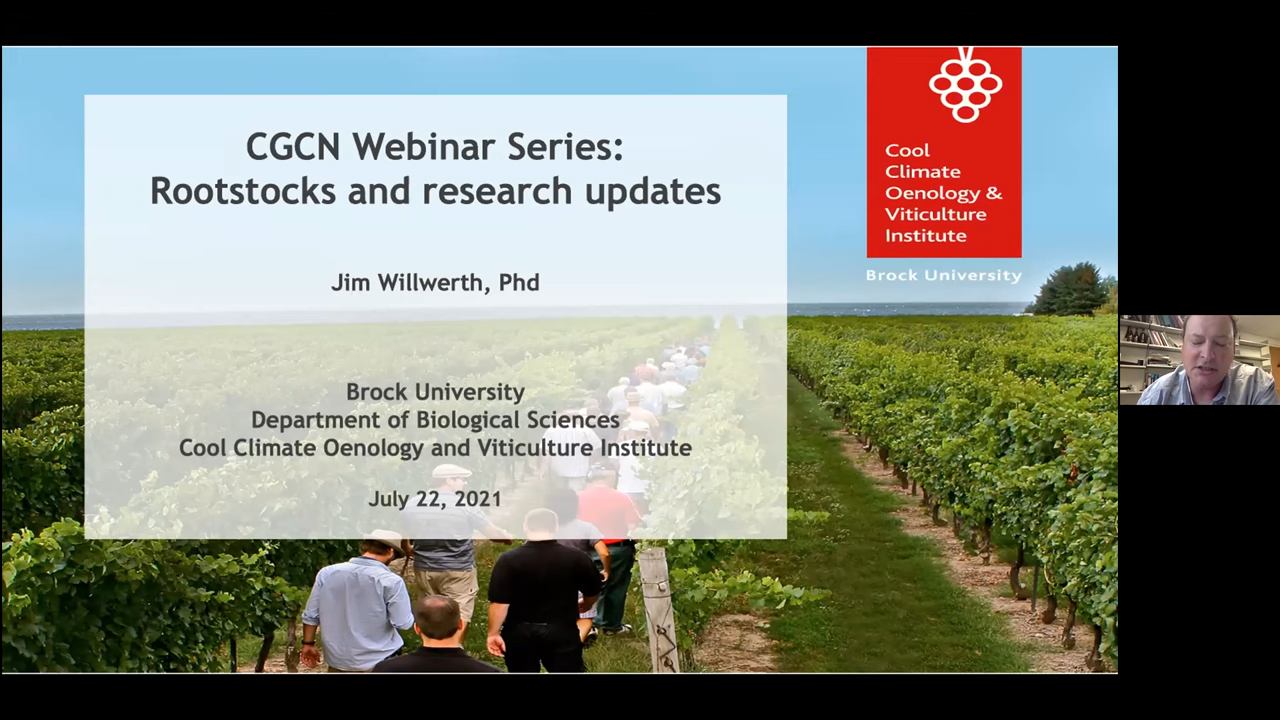 CGCN Webinar Series:
Rootstocks and research updates
Jim Willwerth, Phd
Brock University
Department of Biological Sciences
Cool Climate Oenology and Viticulture Institute
July 22, 2021
Cool
Climate
Oenology &
Viticulture
Institute
Brock University